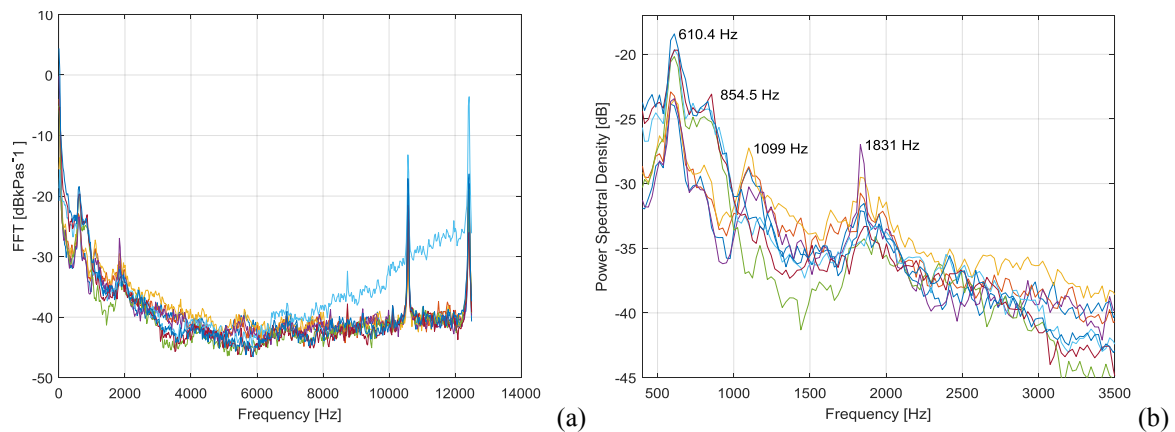 10
0
-10
-20
-30
-40
-50
FFT [dBkPas⁻¹ ]
0 2000 4000 6000 8000 10000 12000 14000
Frequency [Hz]
(a)
610.4 Hz
854.5 Hz
1099 Hz
1831 Hz
-20
-25
-30
-35
-40
-45
Power Spectral Density [dB]
500 1000 1500 2000 2500 3000 3500
Frequency [Hz]
(b)